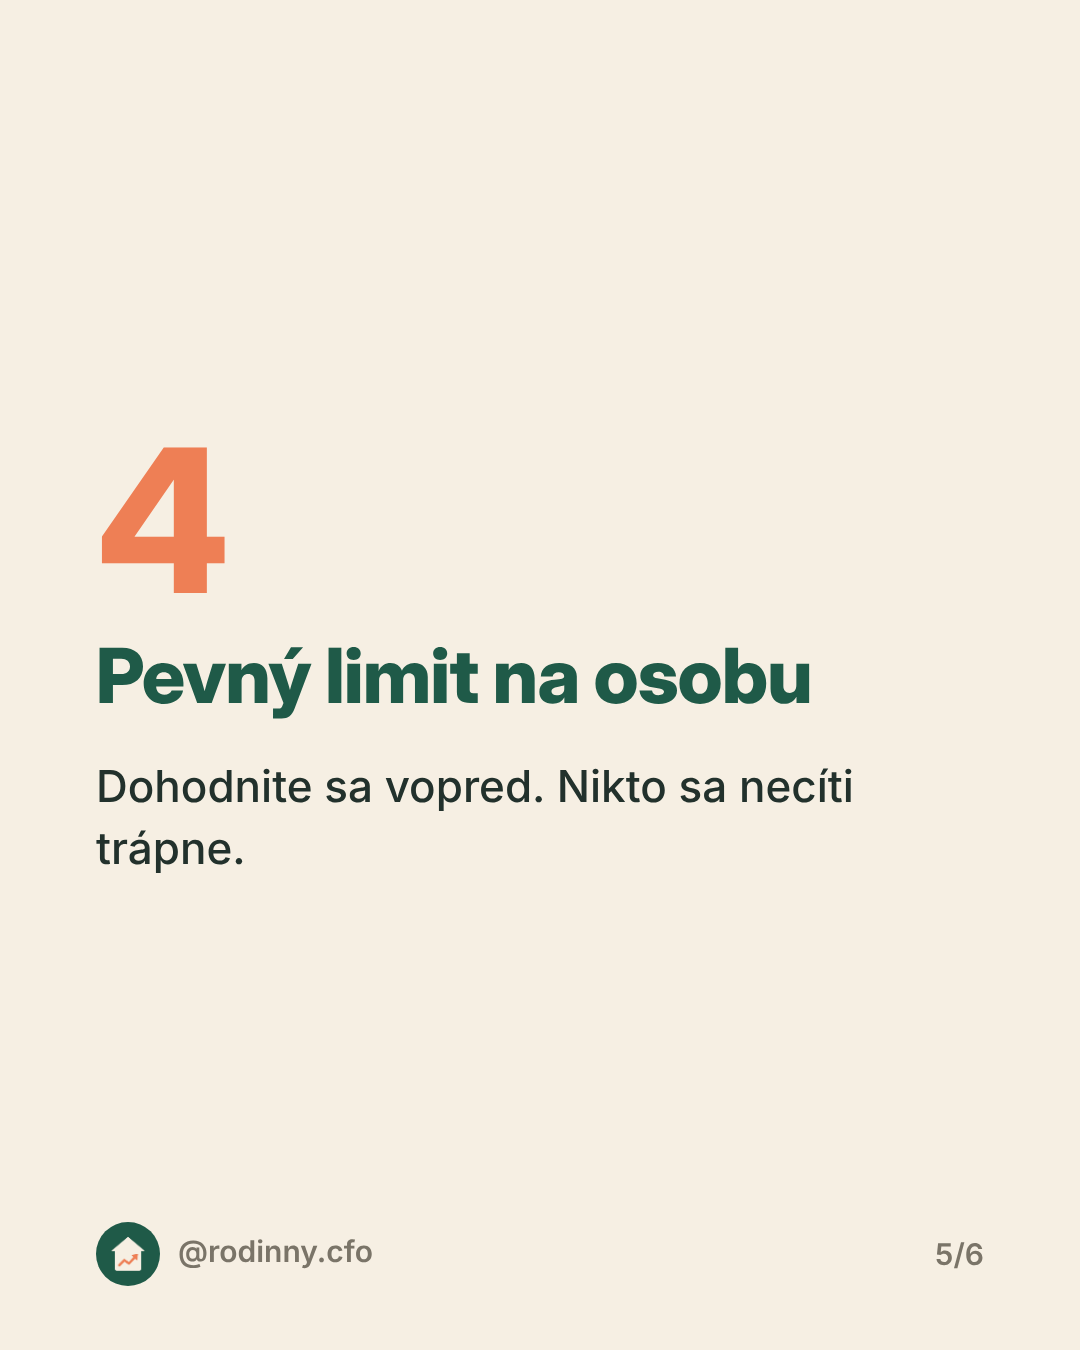 4
Pevný limit na osobu
Dohodnite sa vopred. Nikto sa necíti
trápne.
@rodinny.cfo
5/6